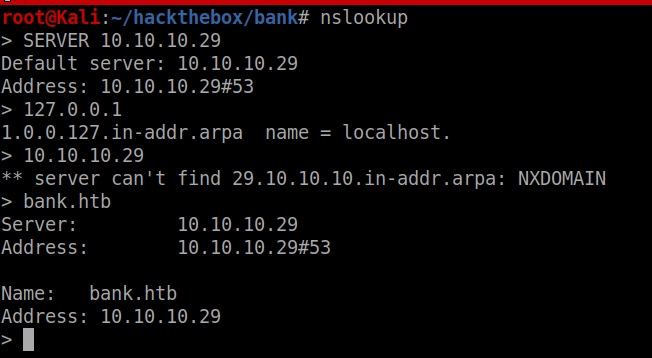 root@Kali:~/hackthebox/bank# nslookup
> SERVER 10.10.10.29
Default server: 10.10.10.29
Address: 10.10.10.29#53
> 127.0.0.1
1.0.0.127.in-addr.arpa  name = localhost.
> 10.10.10.29
** server can't find 29.10.10.10.in-addr.arpa: NXDOMAIN
> bank.htb
Server:         10.10.10.29
Address:        10.10.10.29#53

Name:   bank.htb
Address: 10.10.10.29
>